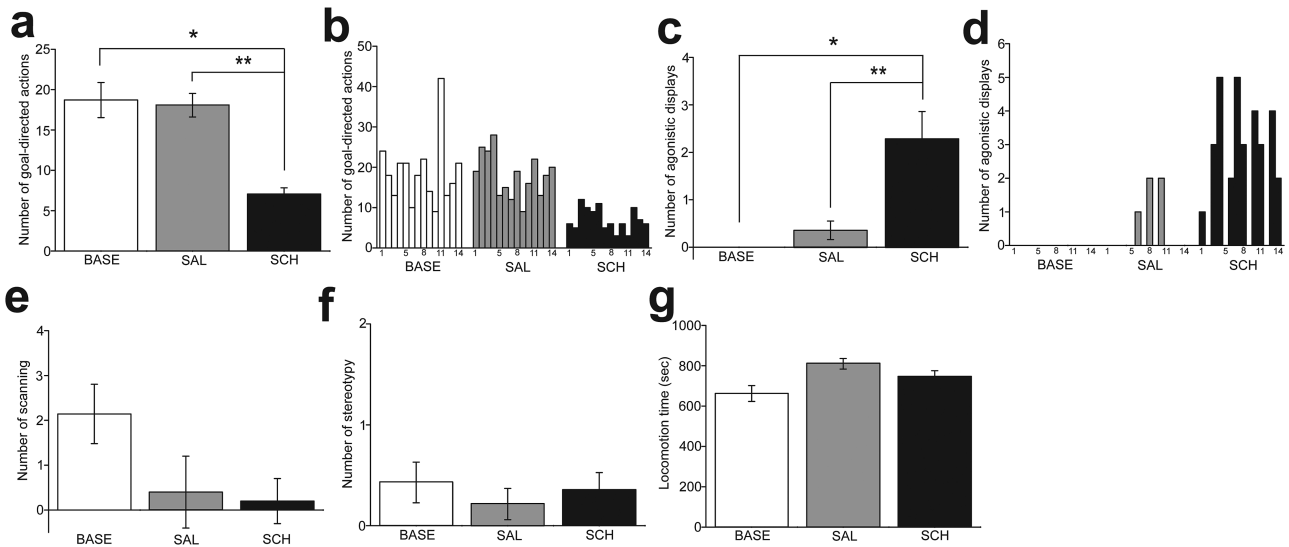 a
Number of goal-directed actions
25
20
15
10
5
0
*
**
BASE SAL SCH
b
Number of goal-directed actions
50
40
30
20
10
0
1 5 8 11 14 1 5 8 11 14 1 5 8 11 14
BASE SAL SCH
c
Number of agonistic displays
4
3
2
1
0
*
**
BASE SAL SCH
d
Number of agonistic displays
6
5
4
3
2
1
0
1 5 8 11 14 1 5 8 11 14 1 5 8 11 14
BASE SAL SCH
e
Number of scanning
4
3
2
1
0
BASE SAL SCH
f
Number of stereotypy
2
1
0
BASE SAL SCH
g
Locomotion time (sec)
1000
800
600
400
200
0
BASE SAL SCH